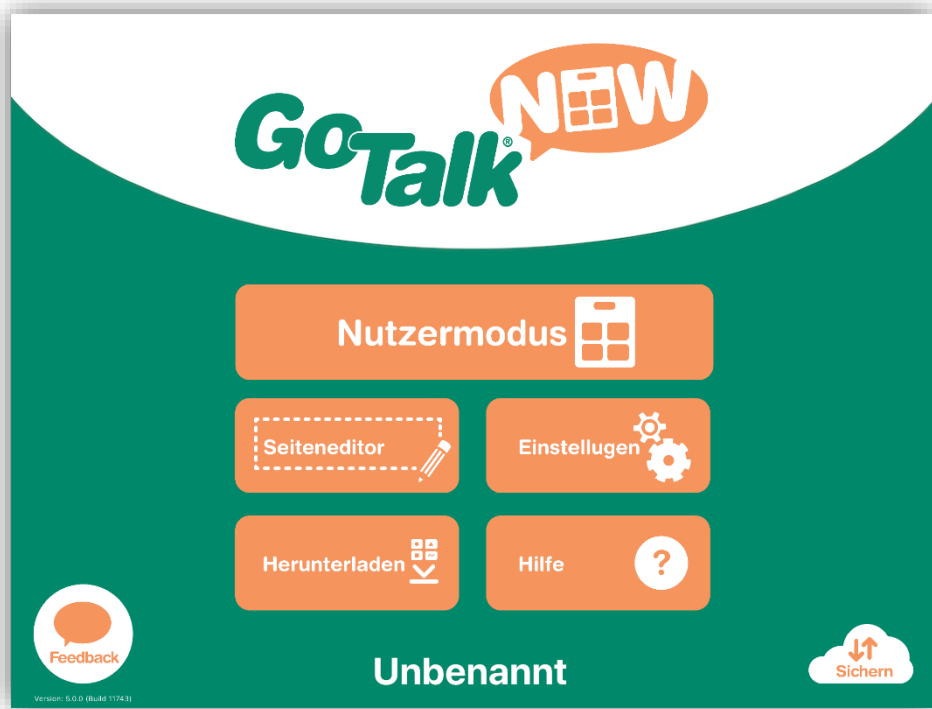 GoTalk® NOW
Nutzermodus
Seiteneditor
Einstellugen
Herunterladen
Hilfe
?
Feedback
Unbenannt
Sichern
Version: 5.0.0 (Build 11743)